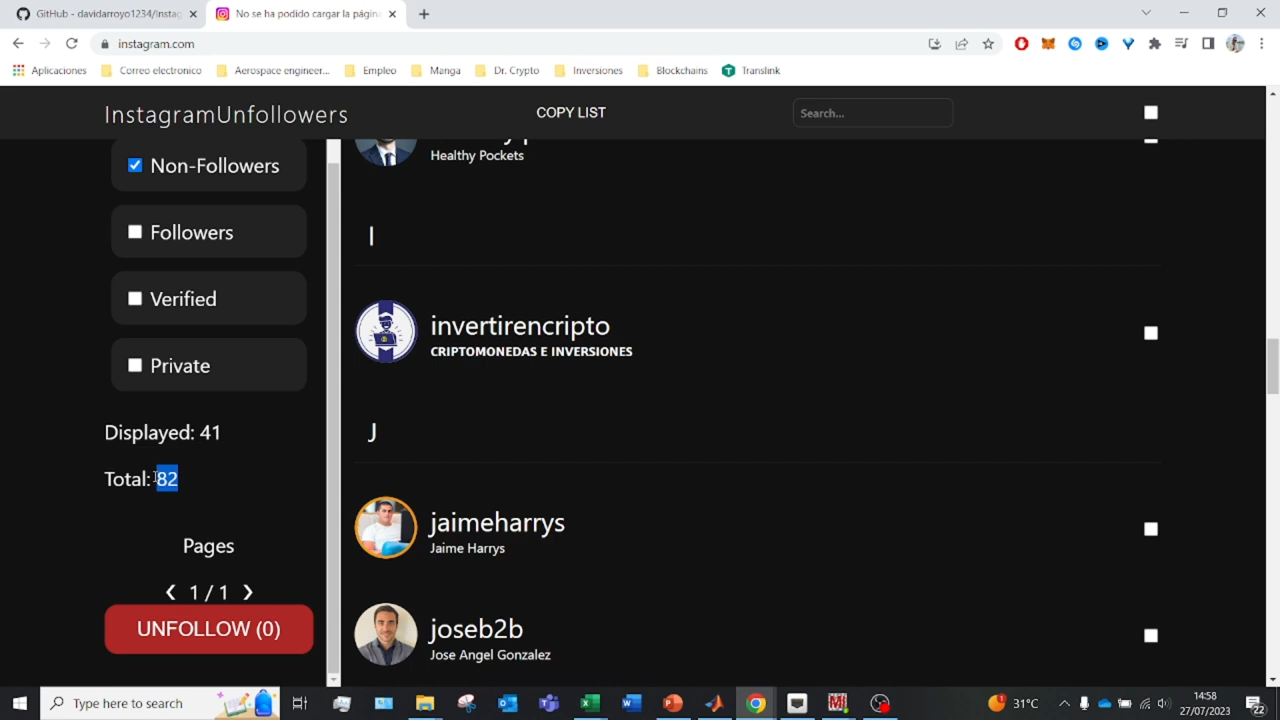 GitHub - davidarroyo1234/Instag
No se ha podido cargar la página
instagram.com
Aplicaciones
Correo electronico
Aerospace engineer...
Empleo
Manga
Dr. Crypto
Inversiones
Blockchains
Translink
InstagramUnfollowers
COPY LIST
Search...
Non-Followers
Followers
Verified
Private
Displayed: 41
Total: 82
Pages
❮ 1 / 1 ❯
UNFOLLOW (0)
Healthy Pockets
I
invertirencripto
CRIPTOMONEDAS E INVERSIONES
J
jaimeharrys
Jaime Harrys
joseb2b
Jose Angel Gonzalez
Type here to search
31°C
14:58
27/07/2023
22